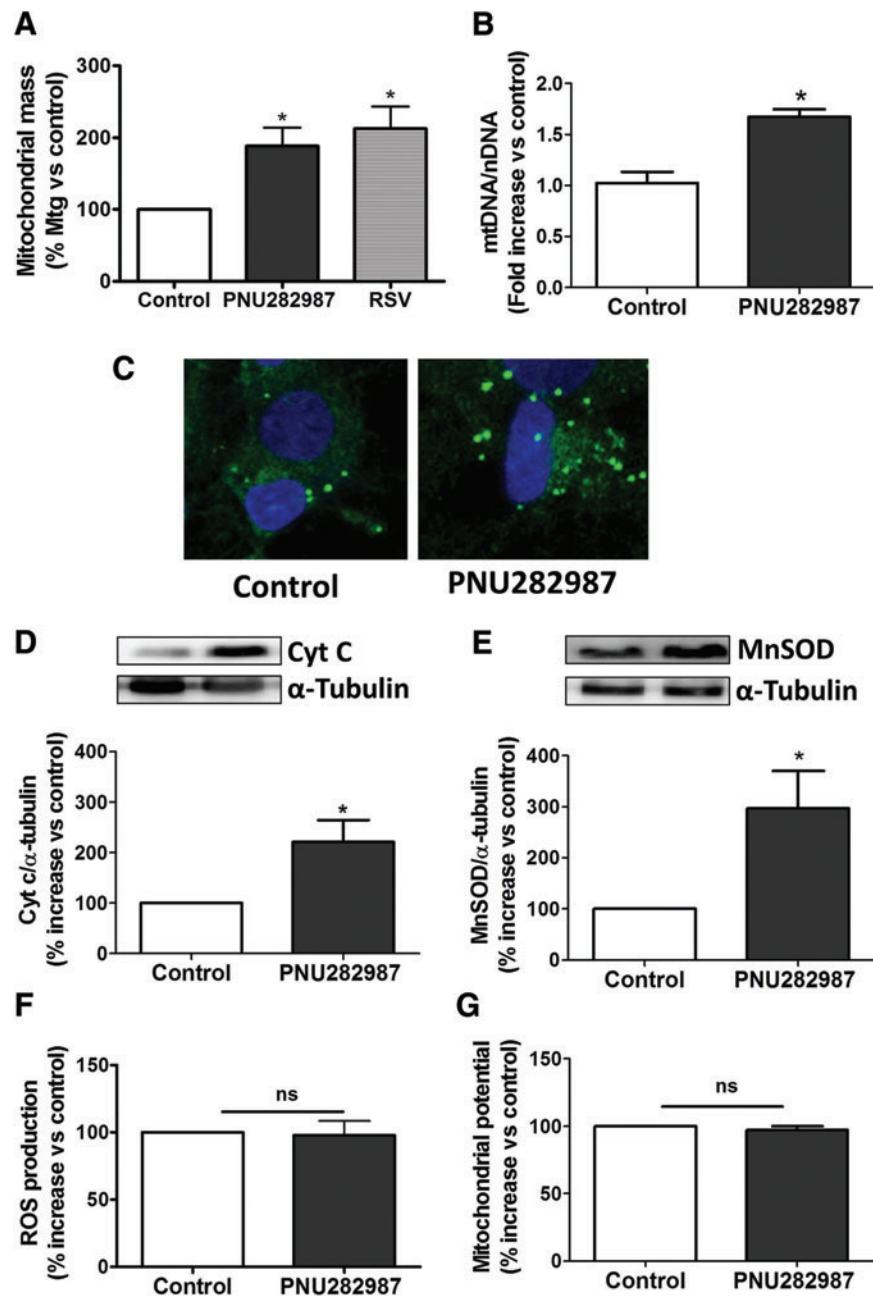 A
Mitochondrial mass
(% Mtg vs control)
300
200
100
0
*
*
Control
PNU282987
RSV
B
mtDNA/nDNA
(Fold increase vs control)
2.0
1.5
1.0
0.5
0.0
*
Control
PNU282987
C
Control
PNU282987
D
Cyt C
α-Tubulin
Cyt c/α-tubulin
(% increase vs control)
400
300
200
100
0
*
Control
PNU282987
E
MnSOD
α-Tubulin
MnSOD/α-tubulin
(% increase vs control)
400
300
200
100
0
*
Control
PNU282987
F
ROS production
(% increase vs control)
150
100
50
0
ns
Control
PNU282987
G
Mitochondrial potential
(% increase vs control)
150
100
50
0
ns
Control
PNU282987